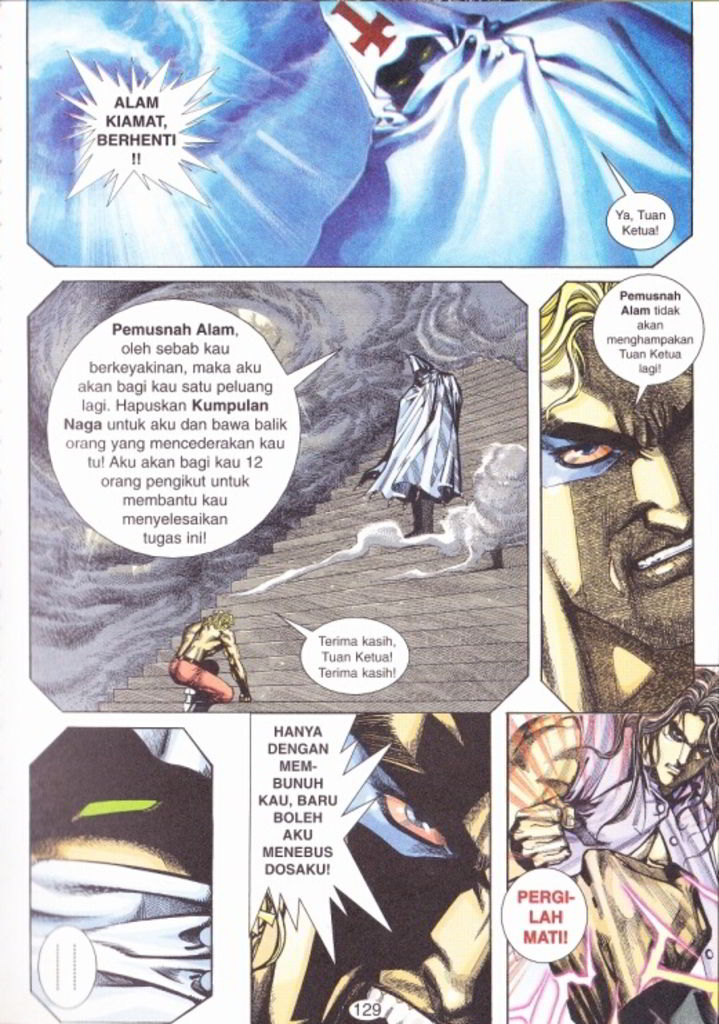 ALAM
KIAMAT,
BERHENTI
!!
Ya, Tuan
Ketua!
Pemusnah Alam,
oleh sebab kau
berkeyakinan, maka aku
akan bagi kau satu peluang
lagi. Hapuskan Kumpulan
Naga untuk aku dan bawa balik
orang yang mencederakan kau
tu! Aku akan bagi kau 12
orang pengikut untuk
membantu kau
menyelesaikan
tugas ini!
Terima kasih,
Tuan Ketua!
Terima kasih!
Pemusnah
Alam tidak
akan
menghampakan
Tuan Ketua
lagi!
HANYA
DENGAN
MEM-
BUNUH
KAU, BARU
BOLEH
AKU
MENEBUS
DOSAKU!
PERGI-
LAH
MATI!
129